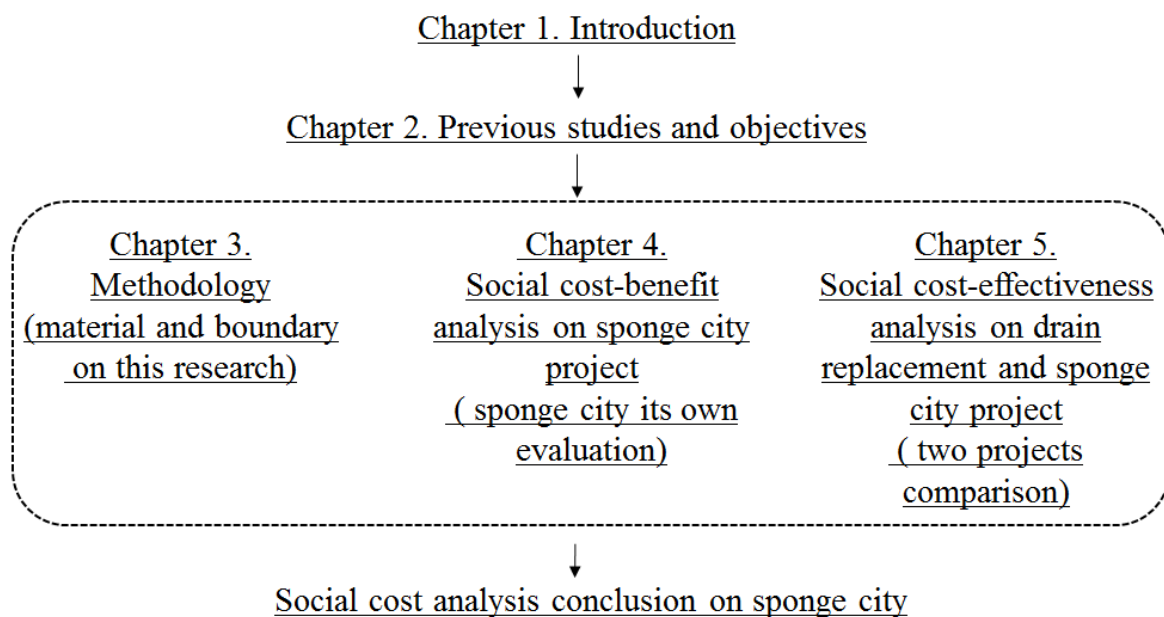 Chapter 1. Introduction
Chapter 2. Previous studies and objectives
Chapter 3.
Methodology
(material and boundary
on this research)
Chapter 4.
Social cost-benefit
analysis on sponge city
project
( sponge city its own
evaluation)
Chapter 5.
Social cost-effectiveness
analysis on drain
replacement and sponge
city project
( two projects
comparison)
Social cost analysis conclusion on sponge city